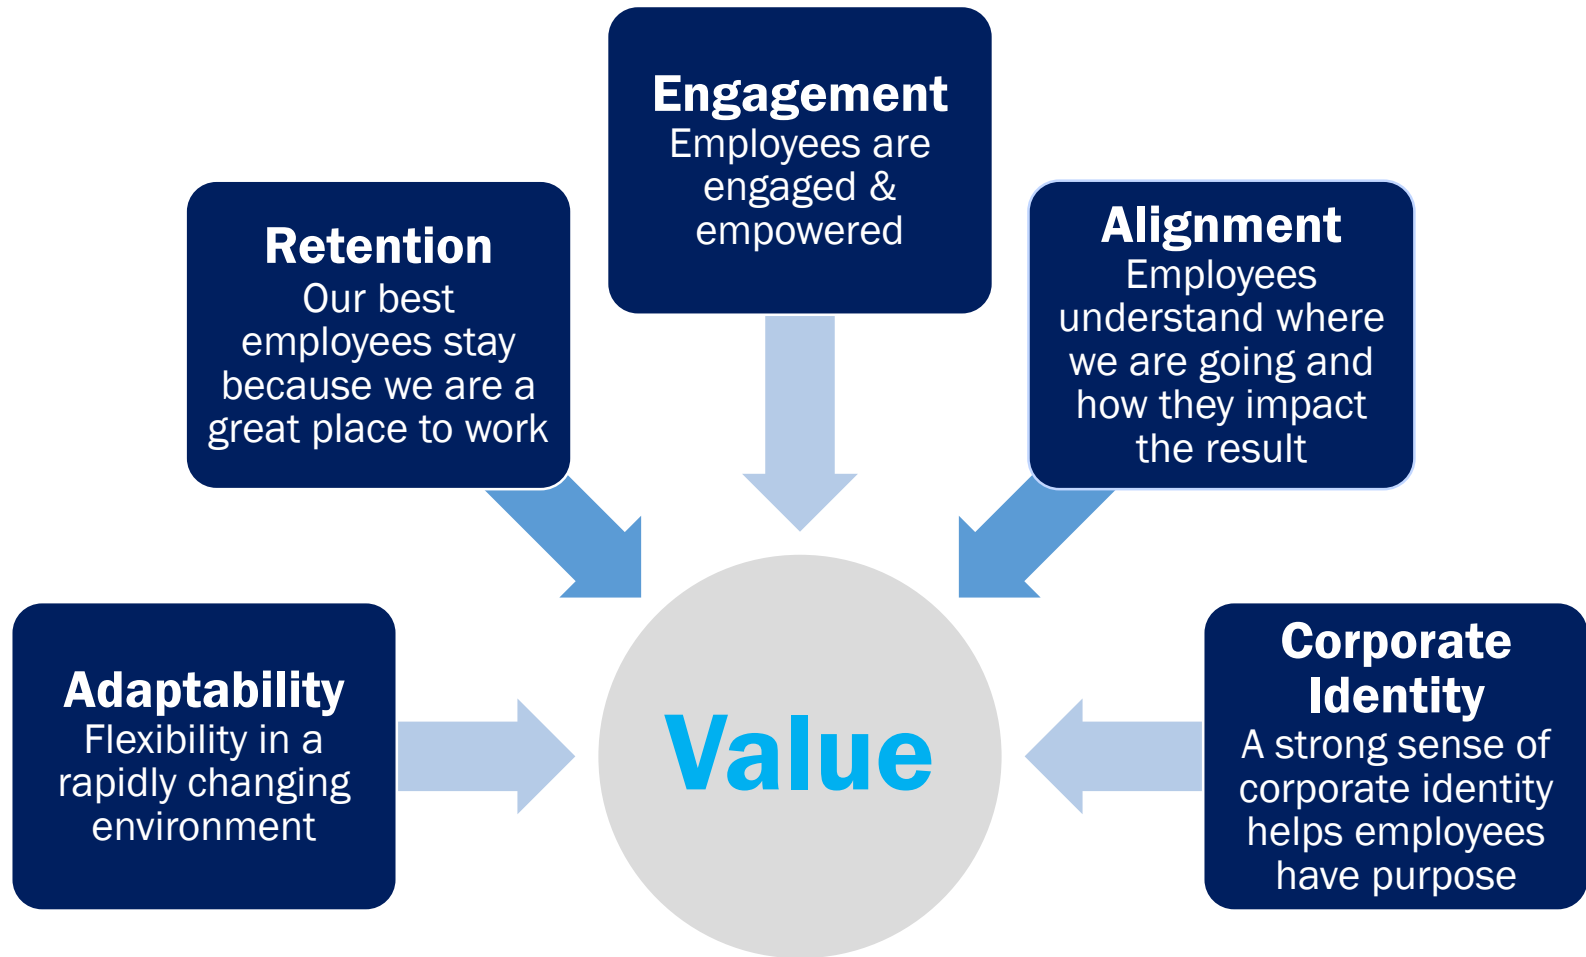 Engagement
Employees are
engaged &
empowered
Retention
Our best
employees stay
because we are a
great place to work
Alignment
Employees
understand where
we are going and
how they impact
the result
Adaptability
Flexibility in a
rapidly changing
environment
Value
Corporate
Identity
A strong sense of
corporate identity
helps employees
have purpose